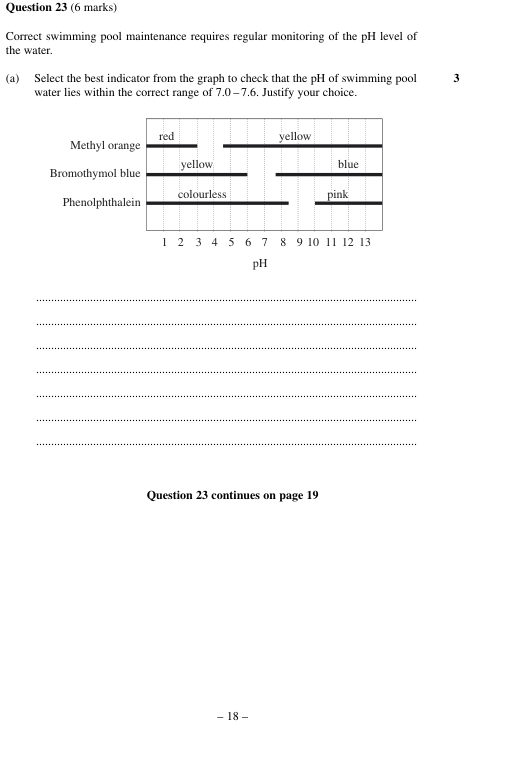 Question 23 (6 marks)
Correct swimming pool maintenance requires regular monitoring of the pH level of
the water.
(a) Select the best indicator from the graph to check that the pH of swimming pool 3
water lies within the correct range of 7.0 – 7.6. Justify your choice.
red yellow
Methyl orange
yellow blue
Bromothymol blue
colourless pink
Phenolphthalein
1 2 3 4 5 6 7 8 9 10 11 12 13
pH
Question 23 continues on page 19
– 18 –